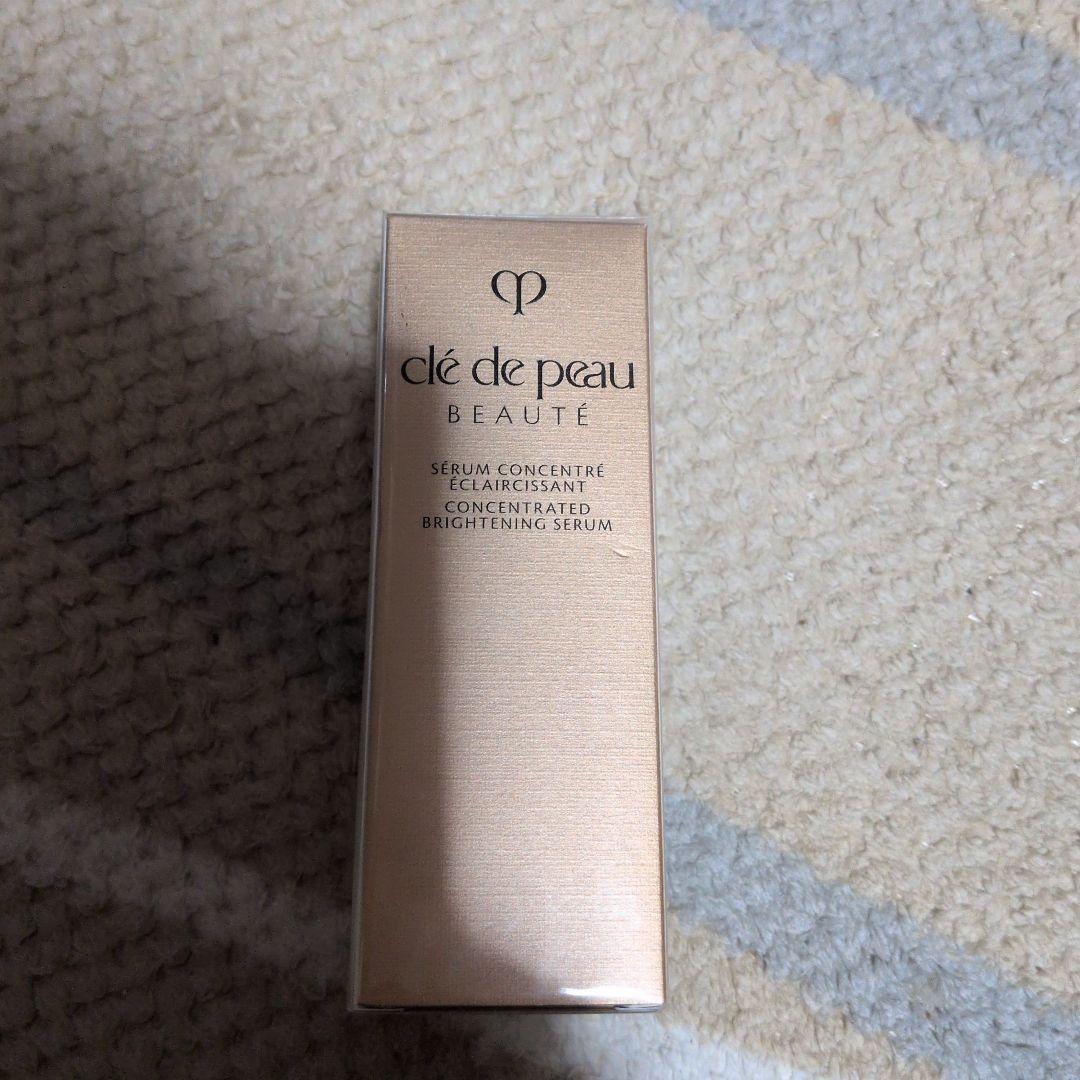 clé de peau
BEAUTÉ
SÉRUM CONCENTRÉ
ÉCLAIRCISSANT
CONCENTRATED
BRIGHTENING SERUM